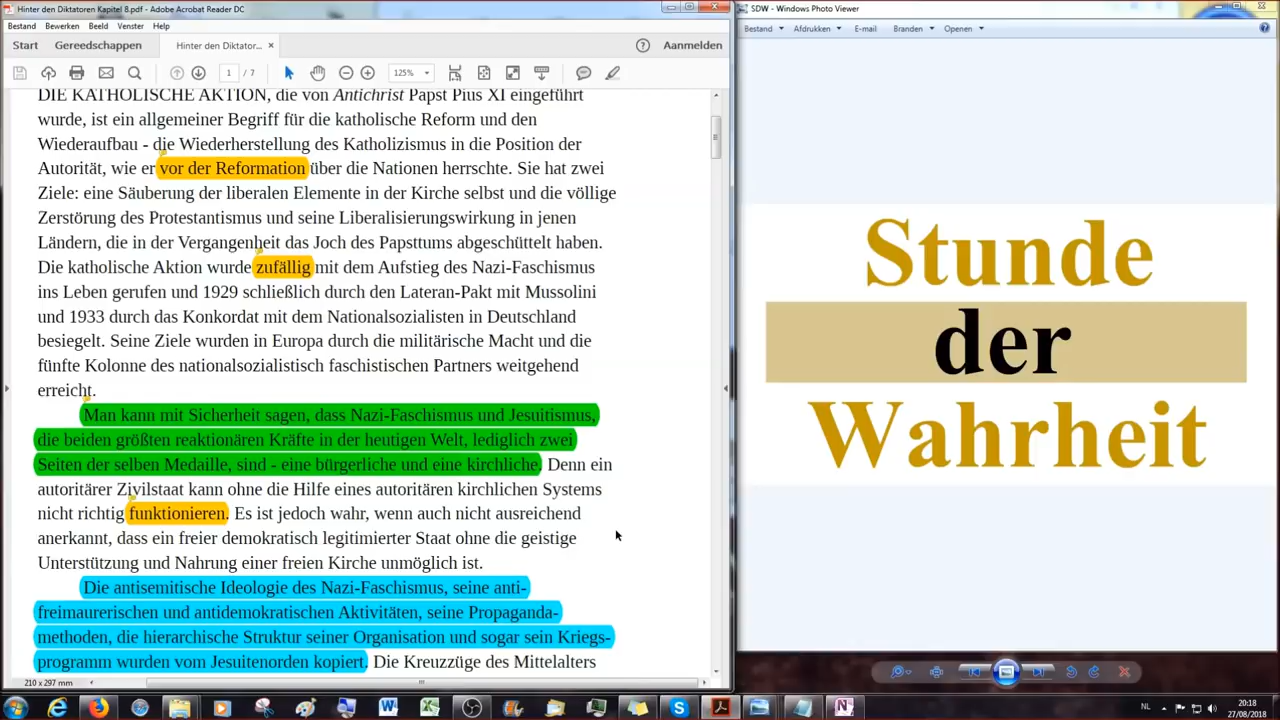 Hinter den Diktatoren Kapitel 8.pdf - Adobe Acrobat Reader DC
Bestand Bewerken Beeld Venster Help
Start Gereedschappen Hinter den Diktator... × Aanmelden
1 / 7 125%
DIE KATHOLISCHE AKTION, die von Antichrist Papst Pius XI eingeführt
wurde, ist ein allgemeiner Begriff für die katholische Reform und den
Wiederaufbau - die Wiederherstellung des Katholizismus in die Position der
Autorität, wie er vor der Reformation über die Nationen herrschte. Sie hat zwei
Ziele: eine Säuberung der liberalen Elemente in der Kirche selbst und die völlige
Zerstörung des Protestantismus und seine Liberalisierungswirkung in jenen
Ländern, die in der Vergangenheit das Joch des Papsttums abgeschüttelt haben.
Die katholische Aktion wurde zufällig mit dem Aufstieg des Nazi-Faschismus
ins Leben gerufen und 1929 schließlich durch den Lateran-Pakt mit Mussolini
und 1933 durch das Konkordat mit dem Nationalsozialisten in Deutschland
besiegelt. Seine Ziele wurden in Europa durch die militärische Macht und die
fünfte Kolonne des nationalsozialistisch faschistischen Partners weitgehend
erreicht.
Man kann mit Sicherheit sagen, dass Nazi-Faschismus und Jesuitismus,
die beiden größten reaktionären Kräfte in der heutigen Welt, lediglich zwei
Seiten der selben Medaille, sind - eine bürgerliche und eine kirchliche. Denn ein
autoritärer Zivilstaat kann ohne die Hilfe eines autoritären kirchlichen Systems
nicht richtig funktionieren. Es ist jedoch wahr, wenn auch nicht ausreichend
anerkannt, dass ein freier demokratisch legitimierter Staat ohne die geistige
Unterstützung und Nahrung einer freien Kirche unmöglich ist.
Die antisemitische Ideologie des Nazi-Faschismus, seine anti-
freimaurerischen und antidemokratischen Aktivitäten, seine Propaganda-
methoden, die hierarchische Struktur seiner Organisation und sogar sein Kriegs-
programm wurden vom Jesuitenorden kopiert. Die Kreuzzüge des Mittelalters
210 x 297 mm
SDW - Windows Photo Viewer
Bestand Afdrukken E-mail Branden Openen
Stunde
der
Wahrheit
NL 20:18
27/08/2018